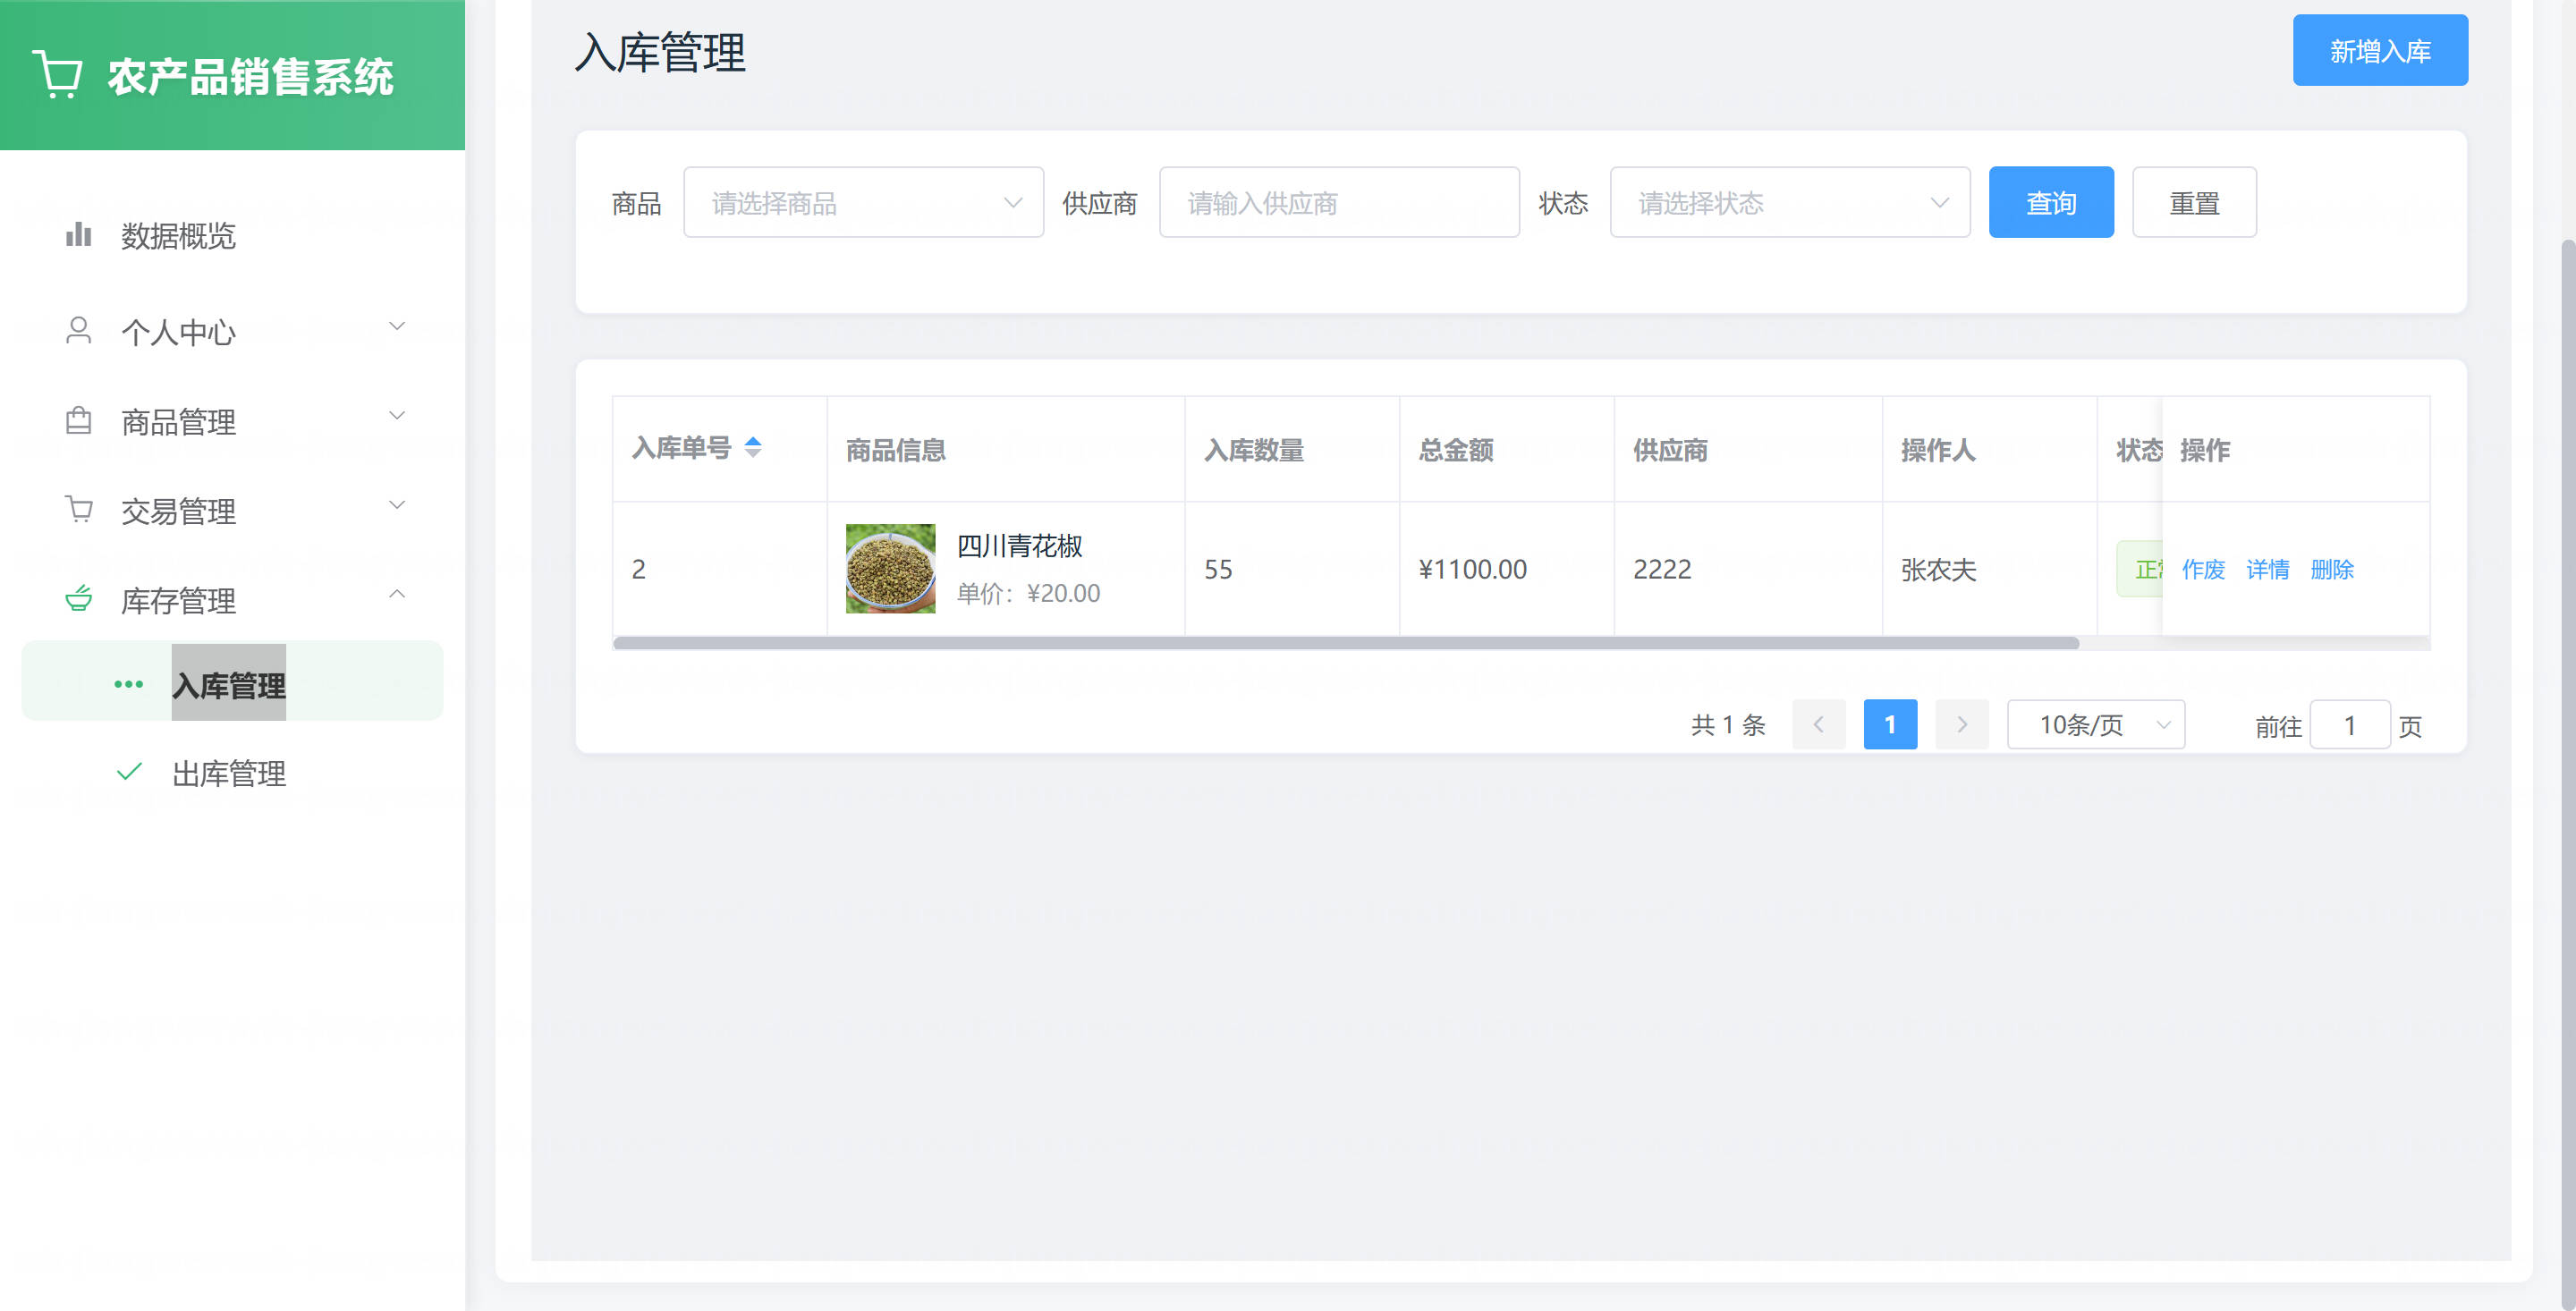 农产品销售系统
数据概览
个人中心
商品管理
交易管理
库存管理
入库管理
出库管理
入库管理
新增入库
商品 请选择商品 供应商 请输入供应商 状态 请选择状态 查询 重置
入库单号 商品信息 入库数量 总金额 供应商 操作人 状态 操作
2 四川青花椒 55 ¥1100.00 2222 张农夫 正常 作废 详情 删除
单价：¥20.00
共 1 条 1 10条/页 前往 1 页